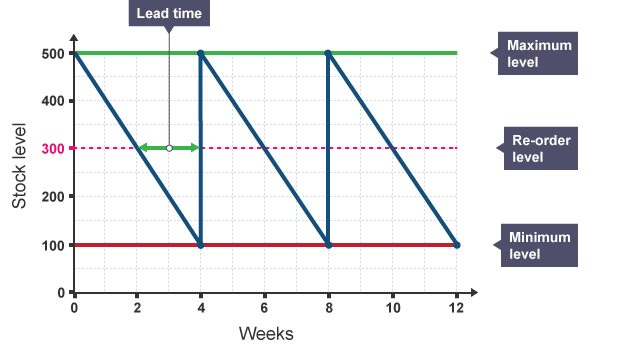 Lead time
500
400
300
200
100
0
Stock level
0
2
4
6
8
10
12
Weeks
Maximum
level
Re-order
level
Minimum
level